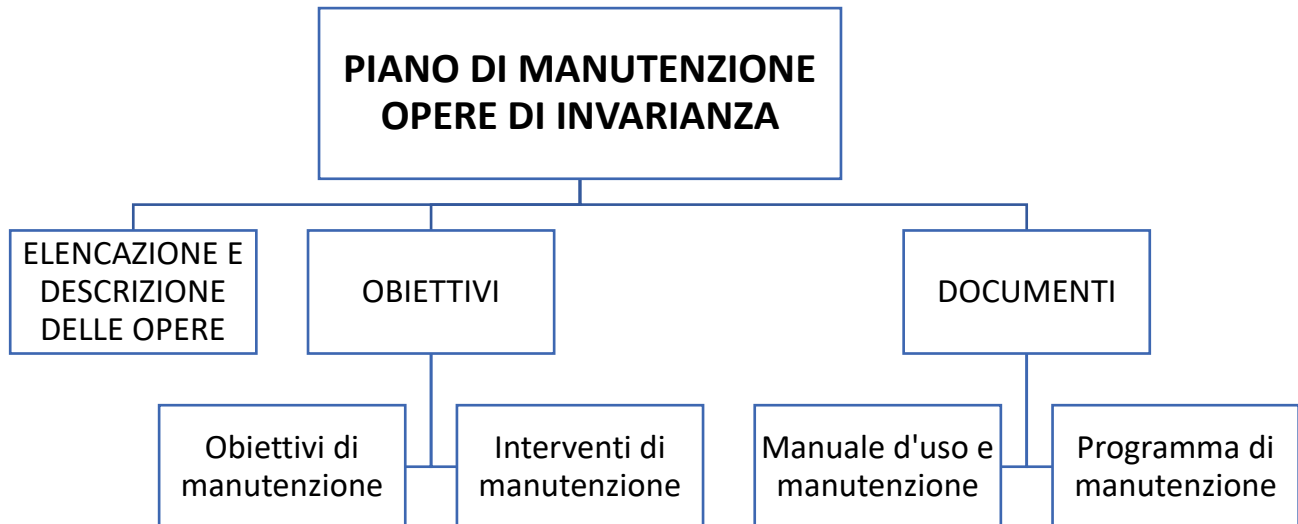 PIANO DI MANUTENZIONE
OPERE DI INVARIANZA
ELENCAZIONE E
DESCRIZIONE
DELLE OPERE
OBIETTIVI
DOCUMENTI
Obiettivi di
manutenzione
Interventi di
manutenzione
Manuale d'uso e
manutenzione
Programma di
manutenzione